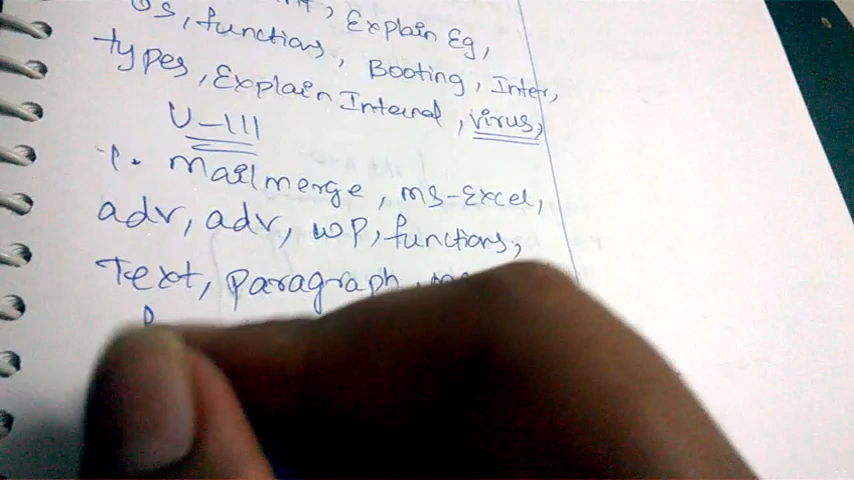 OS, functions, Explain Eg,
types, Explain Internal, Booting, Inter,
virus,
U-III
1. Mailmerge, MS-Excel,
adv, adv, WP, functions,
Text, paragraph,